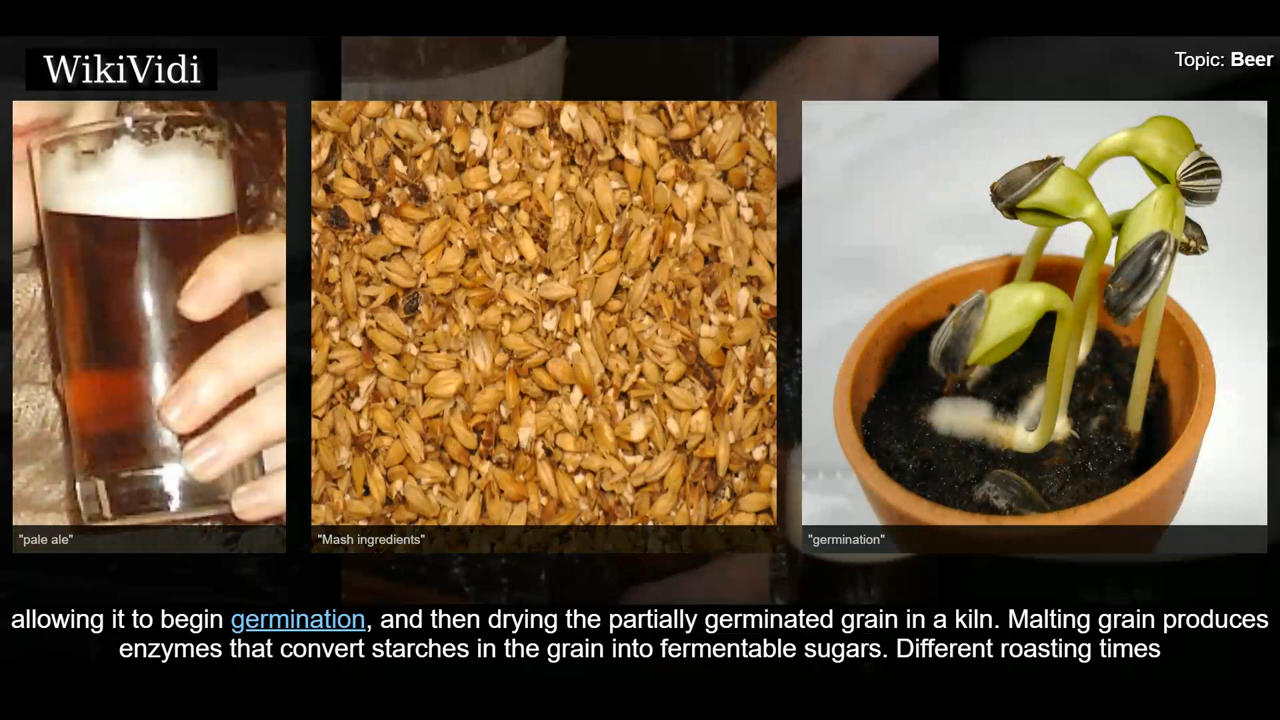 WikiVidi
Topic: Beer
"pale ale"
"Mash ingredients"
"germination"
allowing it to begin germination, and then drying the partially germinated grain in a kiln. Malting grain produces
enzymes that convert starches in the grain into fermentable sugars. Different roasting times